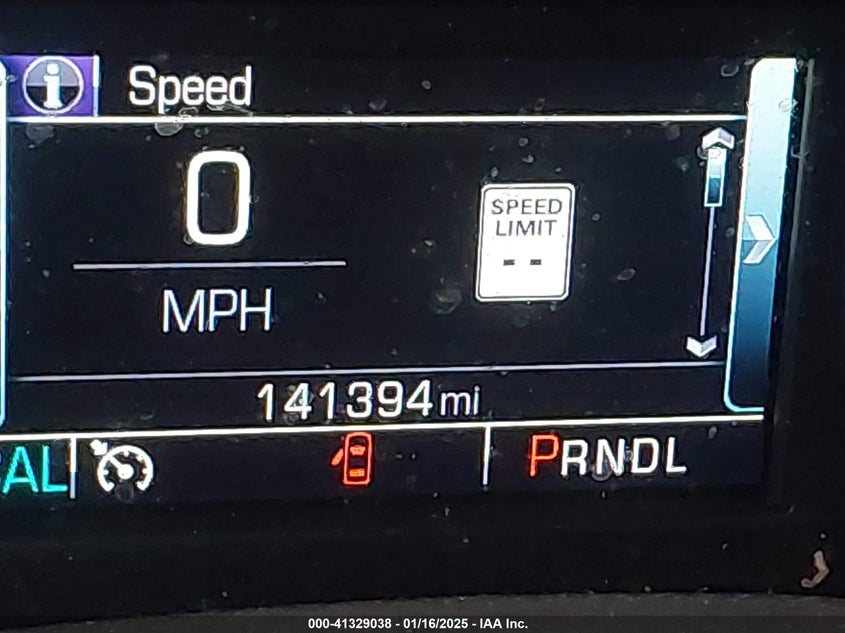 Speed
0
MPH
SPEED
LIMIT
--
141394 mi
AL
PRNDL
000-41329038 - 01/16/2025 - IAA Inc.